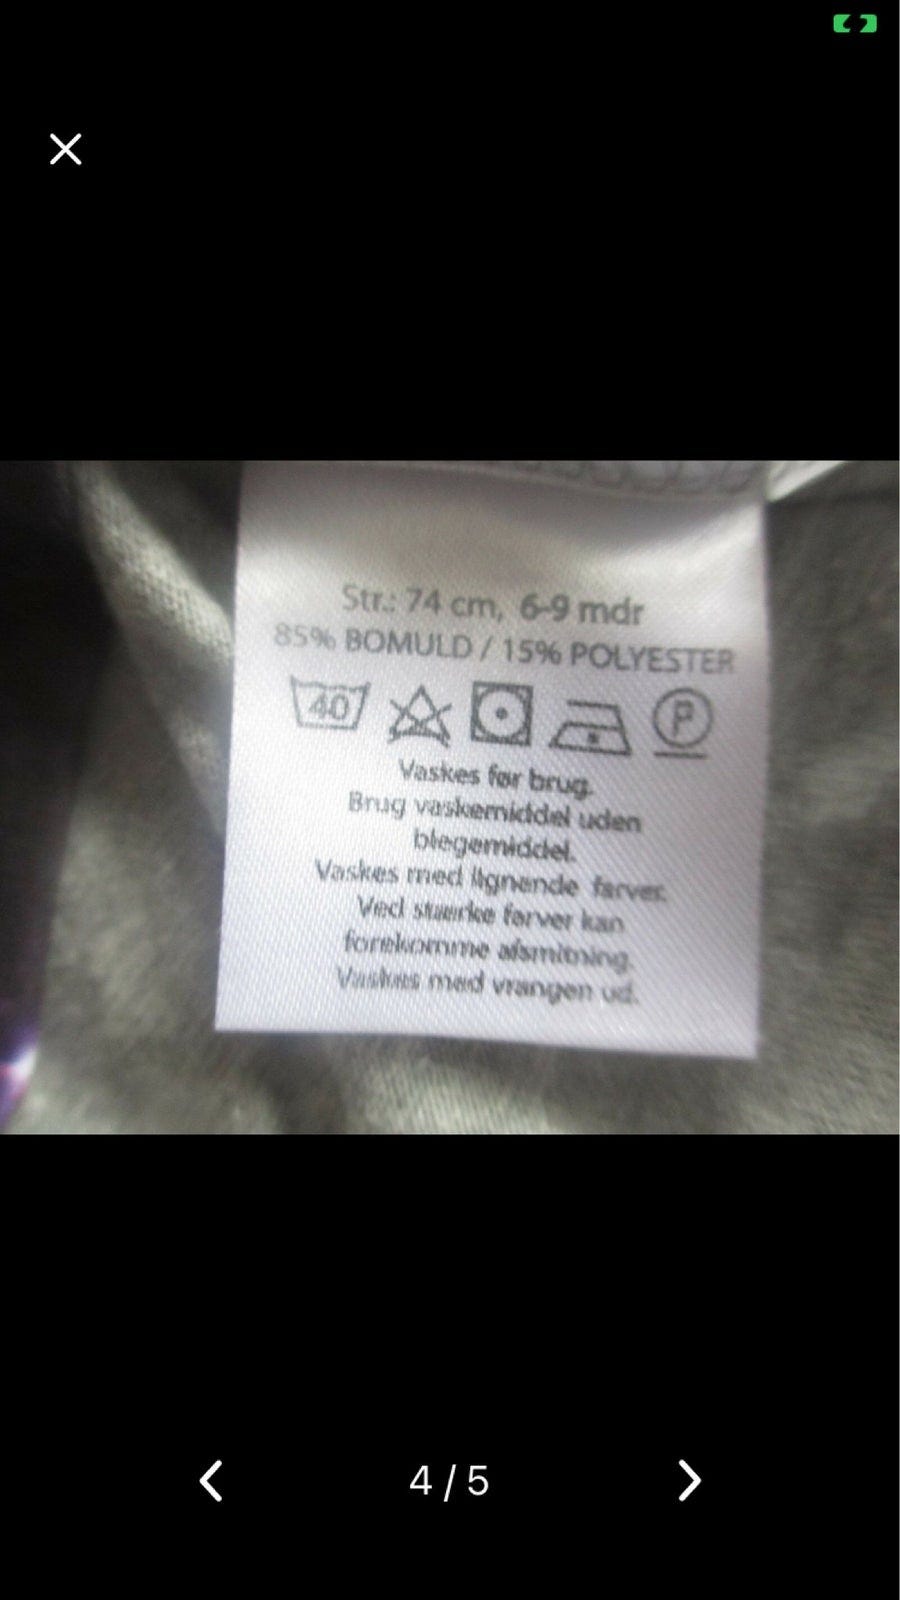 Str.: 74 cm, 6-9 mdr
85% BOMULD / 15% POLYESTER
40 P
Vaskes før brug.
Brug vaskemiddel uden
blegemiddel.
Vaskes med lignende farver.
Ved stærke farver kan
forekomme afsmitning.
Vaskes med vrangen ud.
4 / 5